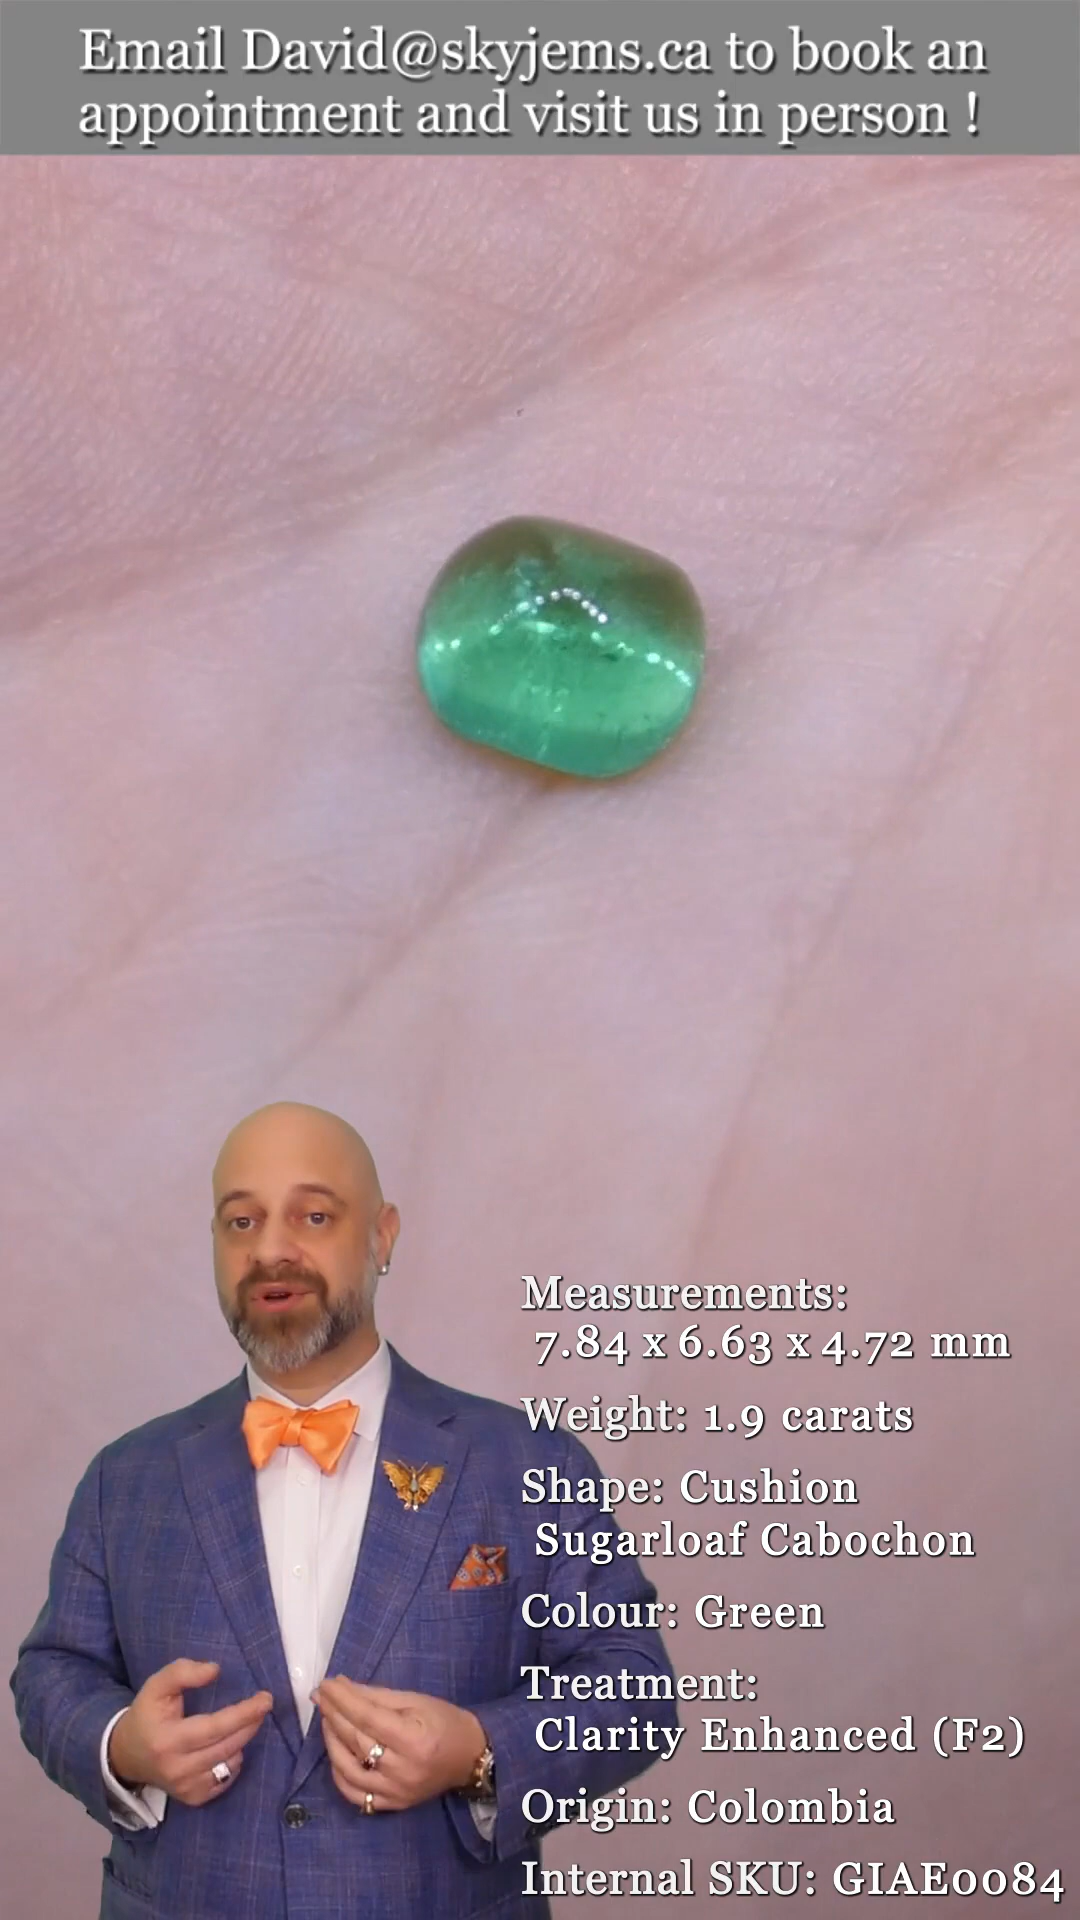 Email David@skyjems.ca to book an
appointment and visit us in person !
Measurements:
7.84 x 6.63 x 4.72 mm
Weight: 1.9 carats
Shape: Cushion
Sugarloaf Cabochon
Colour: Green
Treatment:
Clarity Enhanced (F2)
Origin: Colombia
Internal SKU: GIAE0084